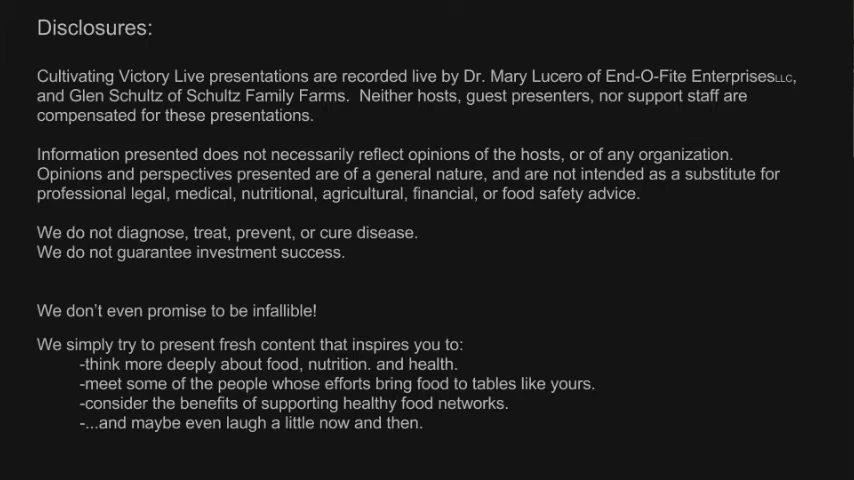 Disclosures:
Cultivating Victory Live presentations are recorded live by Dr. Mary Lucero of End-O-Fite EnterprisesLLC,
and Glen Schultz of Schultz Family Farms.  Neither hosts, guest presenters, nor support staff are
compensated for these presentations.
Information presented does not necessarily reflect opinions of the hosts, or of any organization.
Opinions and perspectives presented are of a general nature, and are not intended as a substitute for
professional legal, medical, nutritional, agricultural, financial, or food safety advice.
We do not diagnose, treat, prevent, or cure disease.
We do not guarantee investment success.
We don't even promise to be infallible!
We simply try to present fresh content that inspires you to:
-think more deeply about food, nutrition. and health.
-meet some of the people whose efforts bring food to tables like yours.
-consider the benefits of supporting healthy food networks.
-...and maybe even laugh a little now and then.